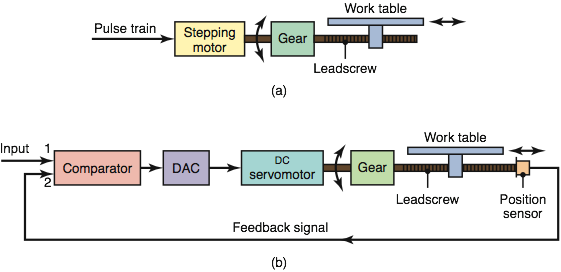 Work table
Pulse train
Stepping
motor
Gear
Leadscrew
(a)
Work table
Input
1
2
Comparator
DAC
DC
servomotor
Gear
Leadscrew
Position
sensor
Feedback signal
(b)